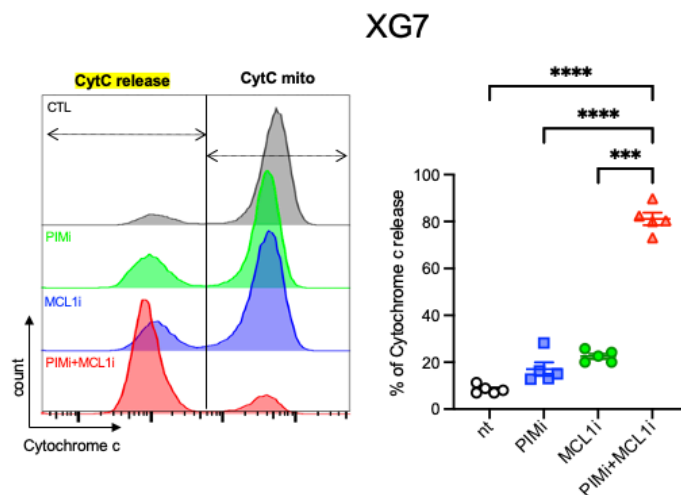 XG7
CytC release
CytC mito
CTL
PIMi
MCL1i
PIMi+MCL1i
count
Cytochrome c
****
****
***
% of Cytochrome c release
100
80
60
40
20
0
nt
PIMi
MCL1i
PIMi+MCL1i